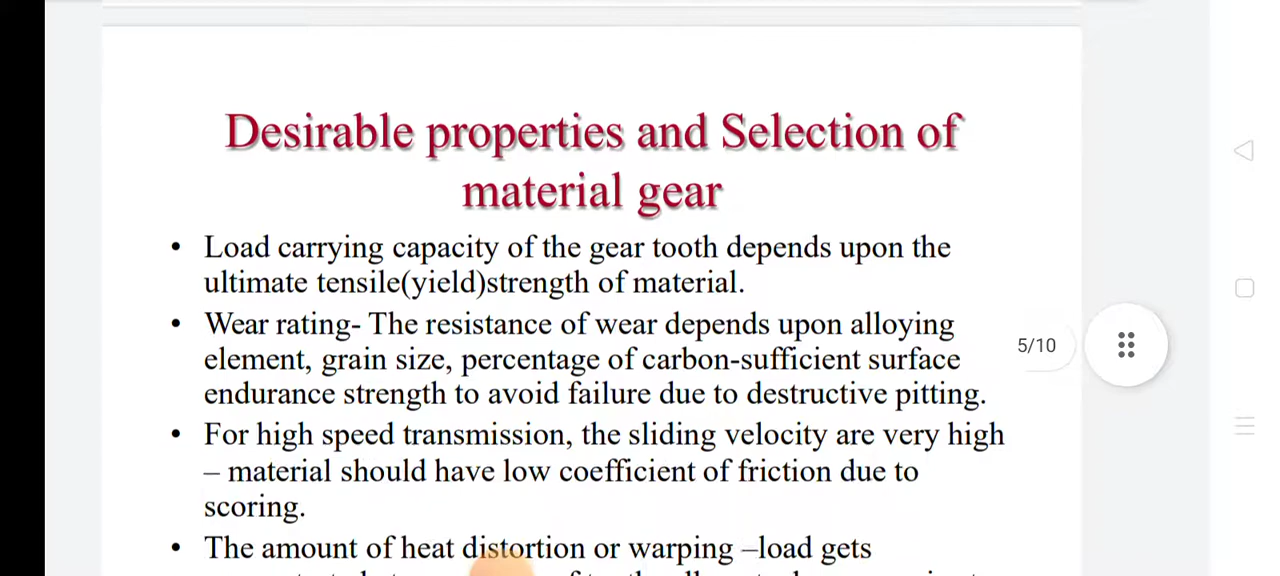 Desirable properties and Selection of
material gear
• Load carrying capacity of the gear tooth depends upon the
ultimate tensile(yield)strength of material.
• Wear rating- The resistance of wear depends upon alloying
element, grain size, percentage of carbon-sufficient surface
endurance strength to avoid failure due to destructive pitting.
• For high speed transmission, the sliding velocity are very high
– material should have low coefficient of friction due to
scoring.
• The amount of heat distortion or warping –load gets
5/10